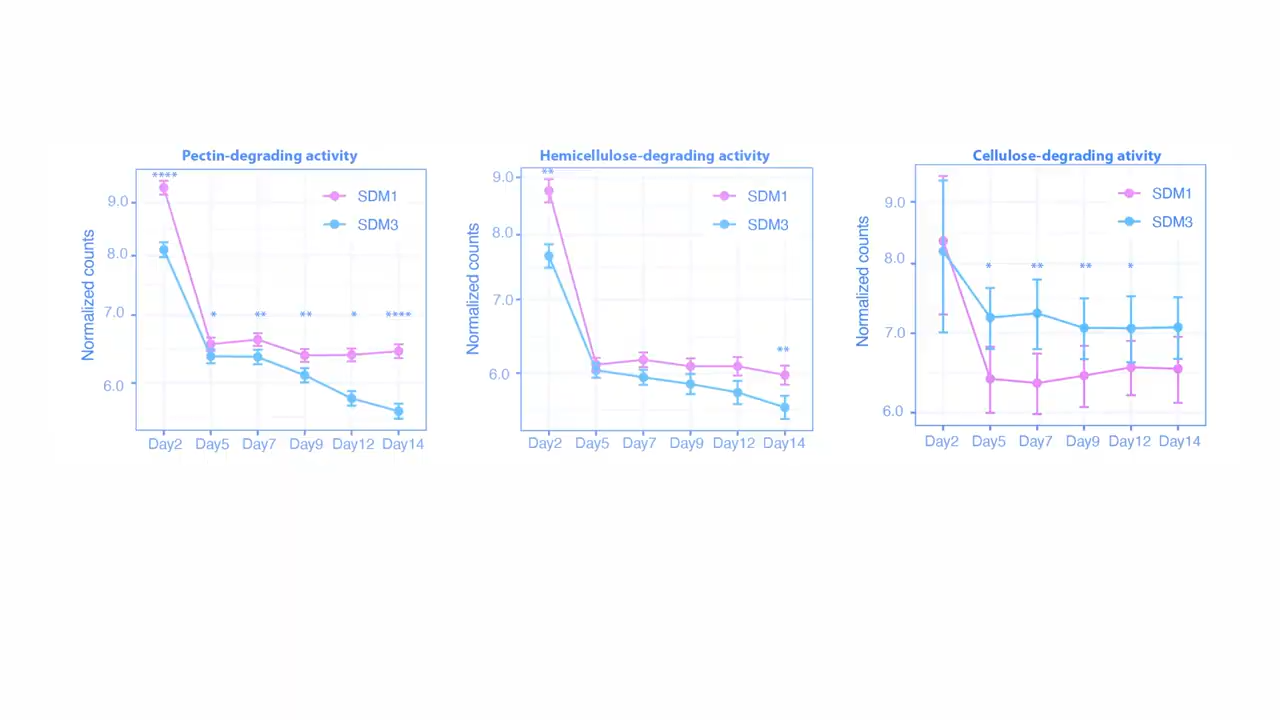 Pectin-degrading activity
****
9.0
SDM1
8.0
SDM3
7.0
* ** ** * ****
6.0
Normalized counts
Day2 Day5 Day7 Day9 Day12 Day14
Hemicellulose-degrading activity
**
9.0
SDM1
8.0
SDM3
7.0
**
6.0
Normalized counts
Day2 Day5 Day7 Day9 Day12 Day14
Cellulose-degrading ativity
9.0
SDM1
SDM3
8.0
* ** ** *
7.0
6.0
Normalized counts
Day2 Day5 Day7 Day9 Day12 Day14